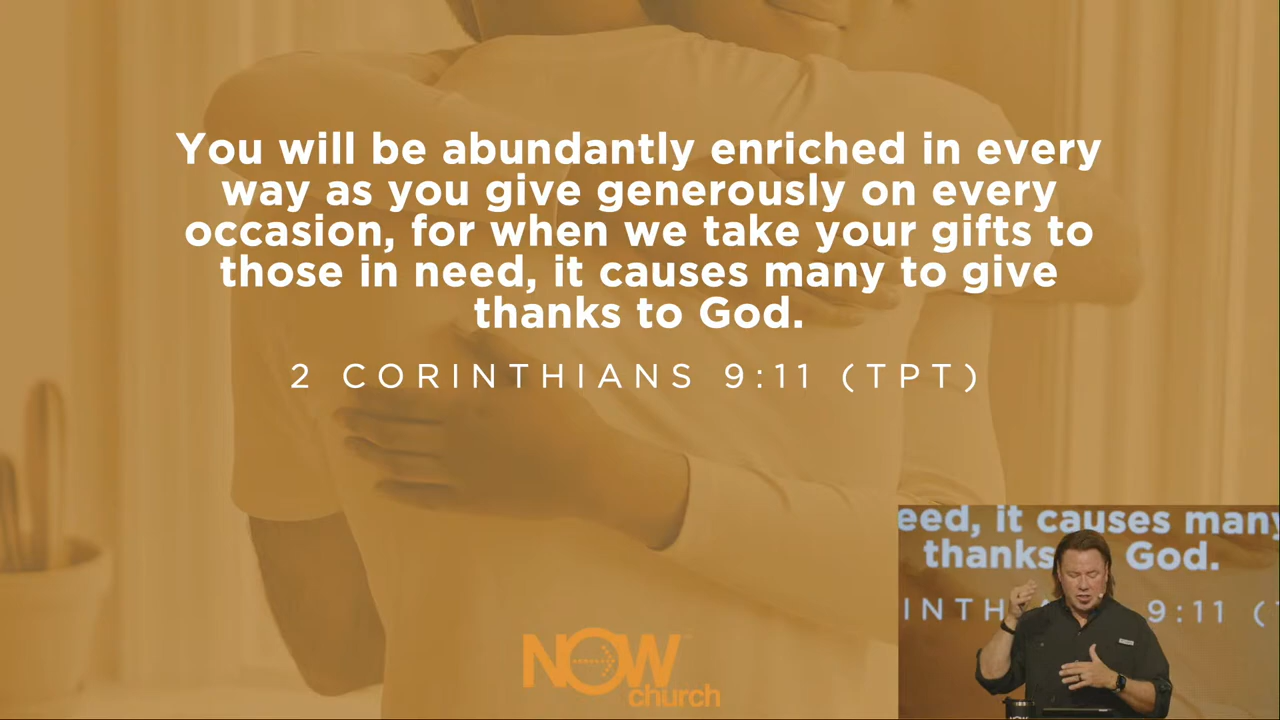 You will be abundantly enriched in every
way as you give generously on every
occasion, for when we take your gifts to
those in need, it causes many to give
thanks to God.
2 CORINTHIANS 9:11 (TPT)
NOW
church
eed, it causes many
thanks God.
INTH 9:11 (
NOW